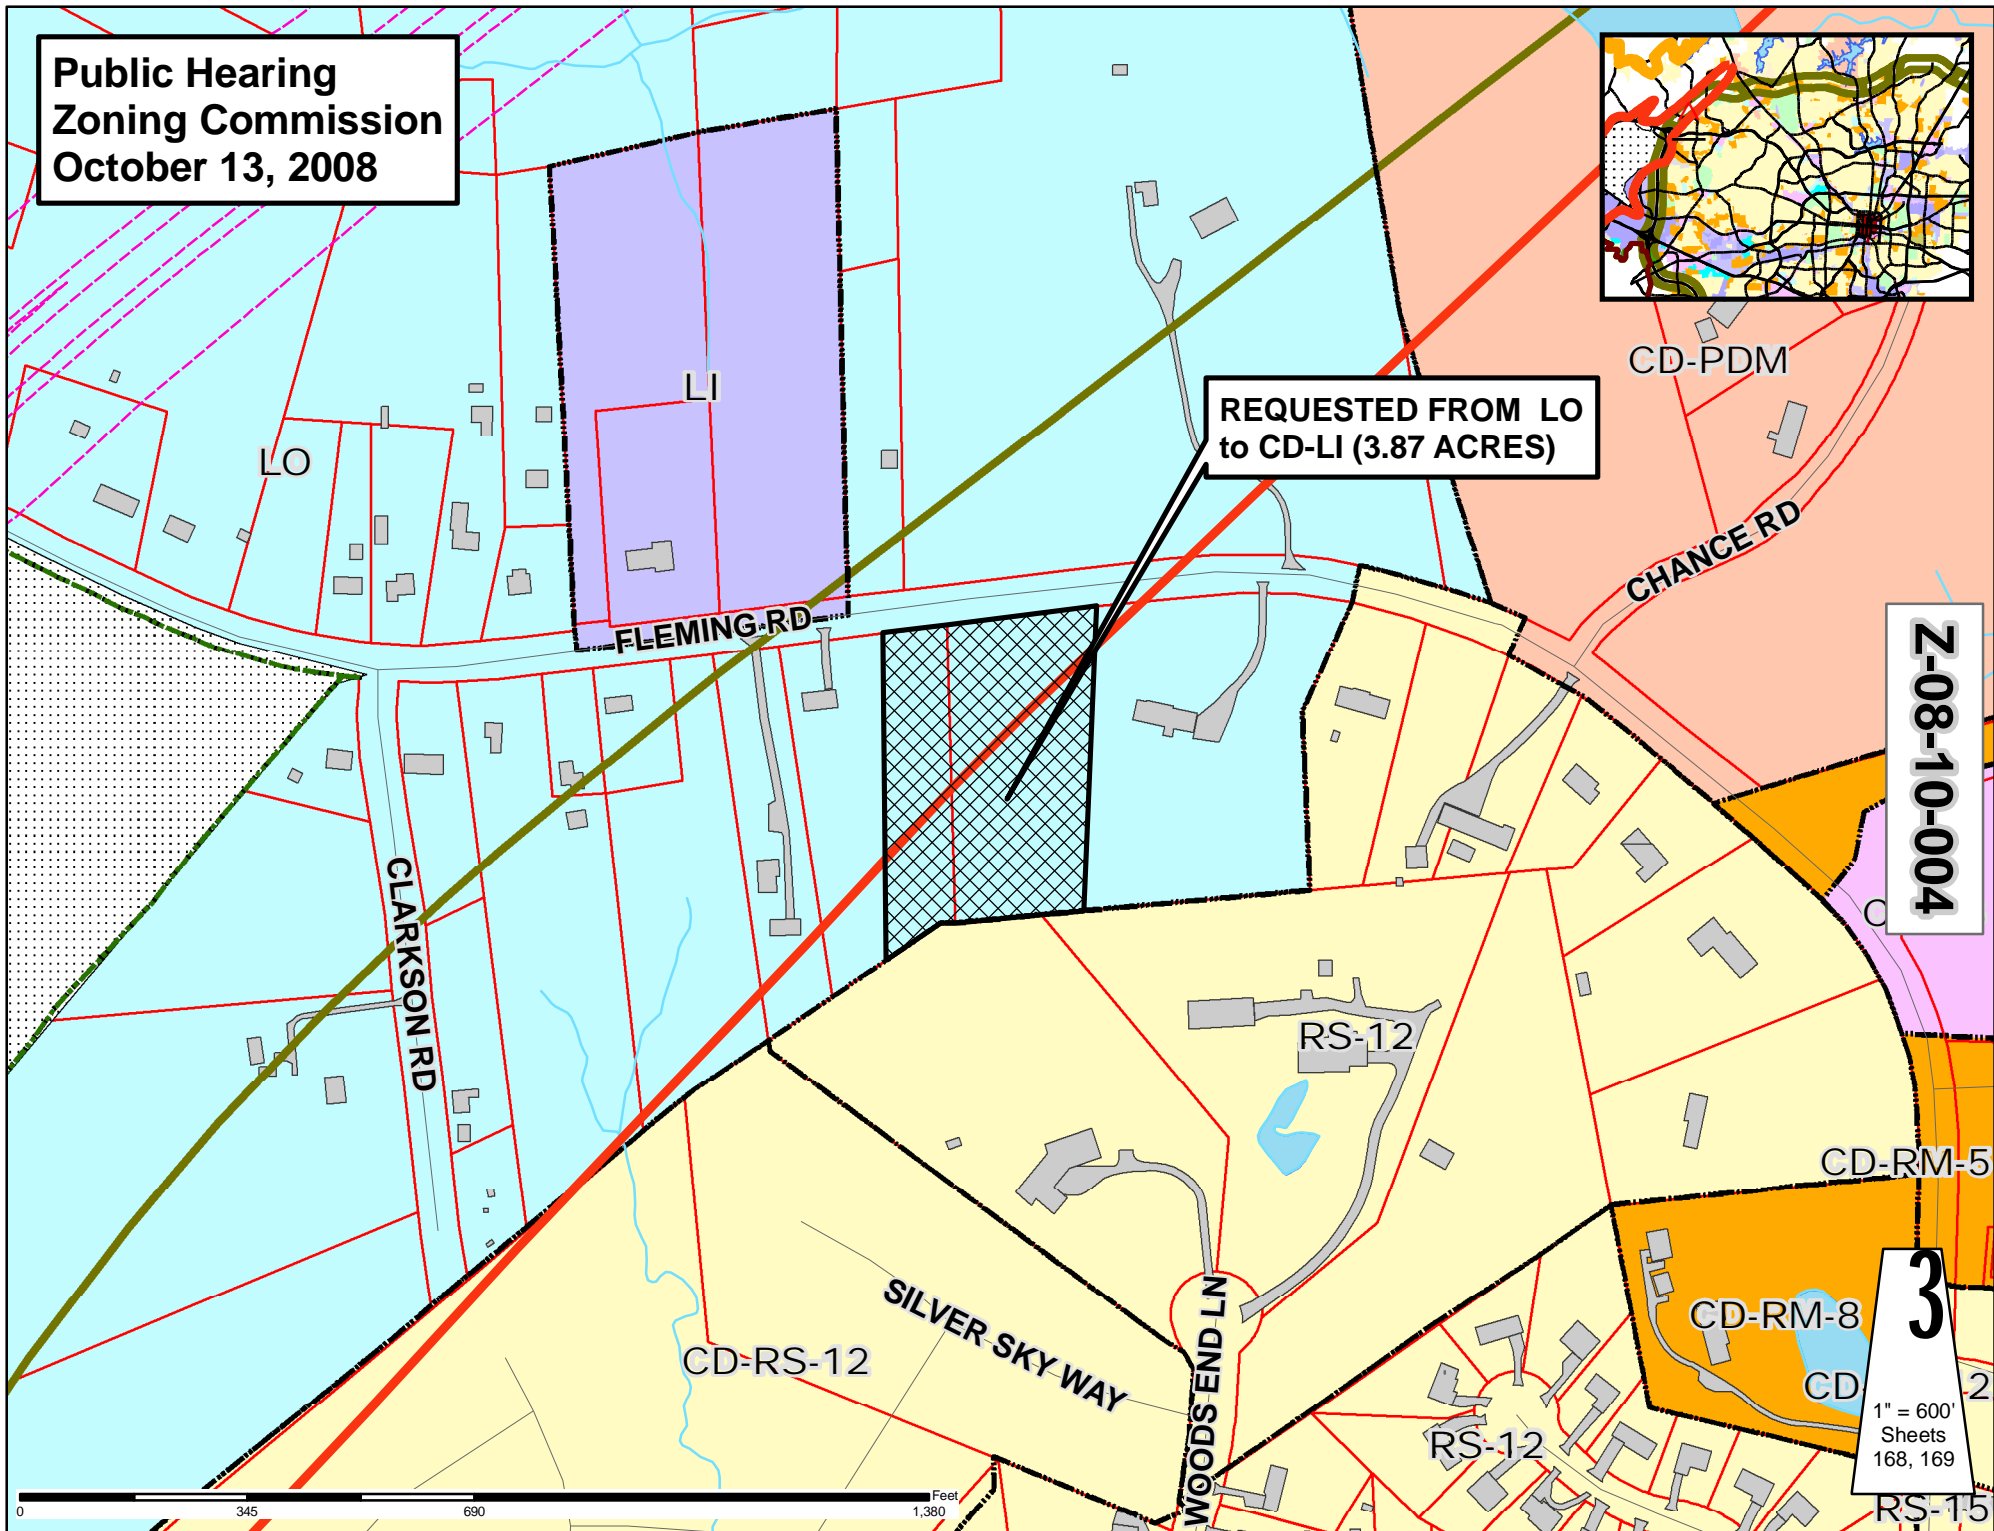 Public Hearing
Zoning Commission
October 13, 2008
LI
LO
CD-PDM
REQUESTED FROM LO
to CD-LI (3.87 ACRES)
CHANCE RD
FLEMING RD
Z-08-10-004
CLARKSON RD
C
RS-12
CD-RM-5
SILVER SKY WAY
WOODS END LN
CD-RS-12
CD-RM-8
3
CD
2
1" = 600'
Sheets
168, 169
RS-12
RS-15
0 345 690 1,380 Feet